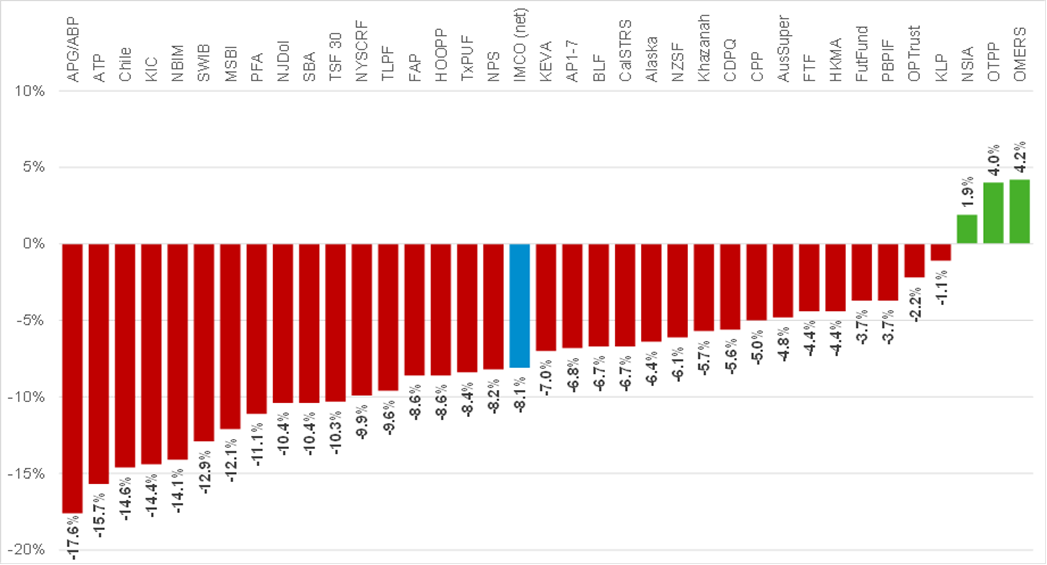 APG/ABP
ATP
Chile
KIC
NBIM
SWIB
MSBI
PFA
NJDol
SBA
TSF 30
NYSCRF
TLPF
FAP
HOOPP
TxPUF
NPS
IMCO (net)
KEVA
AP1-7
BLF
CalSTRS
Alaska
NZSF
Khazanah
CDPQ
CPP
AusSuper
FTF
HKMA
FutFund
PBPIF
OPTrust
KLP
NSIA
OTPP
OMERS
10%
5%
0%
-5%
-10%
-15%
-20%
-17.6%
-15.7%
-14.6%
-14.4%
-14.1%
-12.9%
-12.1%
-11.1%
-10.4%
-10.4%
-10.3%
-9.9%
-9.6%
-8.6%
-8.6%
-8.4%
-8.2%
-8.1%
-7.0%
-6.8%
-6.7%
-6.7%
-6.4%
-6.1%
-5.7%
-5.6%
-5.0%
-4.8%
-4.4%
-4.4%
-3.7%
-3.7%
-2.2%
-1.1%
1.9%
4.0%
4.2%